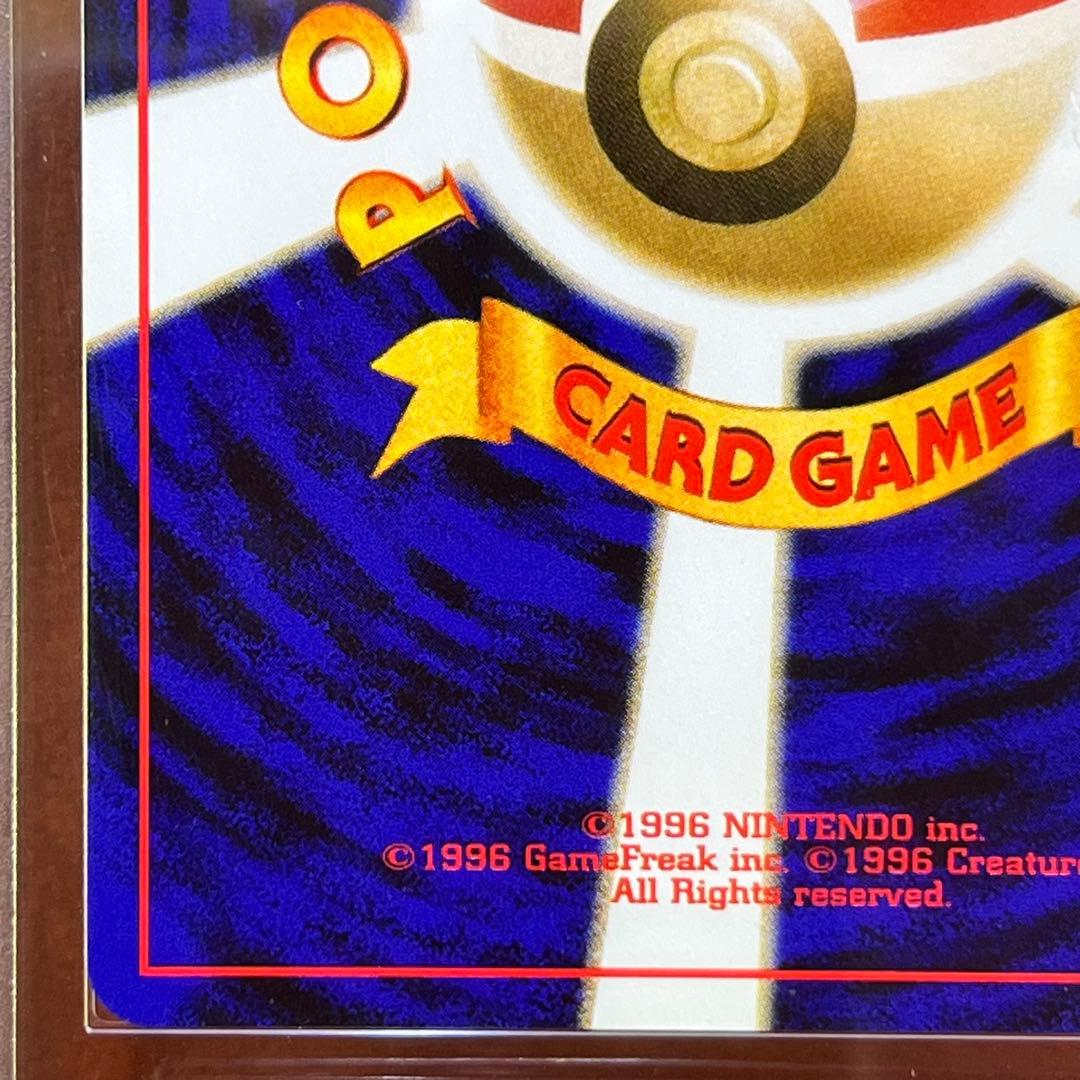 PO
CARD GAME
©1996 NINTENDO inc.
©1996 GameFreak inc. ©1996 Creature
All Rights reserved.